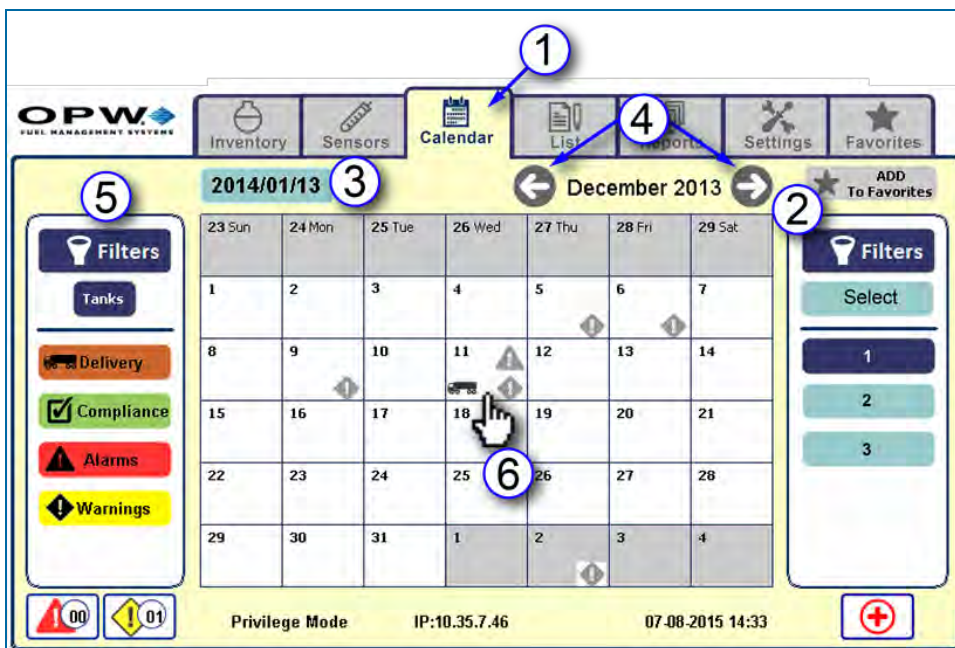 1
OPW
FUEL MANAGEMENT SYSTEMS
Inventory
Sensors
Calendar
List
4
Reports
Settings
Favorites
5
2014/01/13
3
December 2013
2
ADD
To Favorites
Filters
Tanks
Delivery
Compliance
Alarms
Warnings
23 Sun 24 Mon 25 Tue 26 Wed 27 Thu 28 Fri 29 Sat
1 2 3 4 5 6 7
8 9 10 11 12 13 14
15 16 17 18 19 20 21
22 23 24 25 6 26 27 28
29 30 31 1 2 3 4
Filters
Select
1
2
3
00
01
Privilege Mode IP:10.35.7.46 07-08-2015 14:33